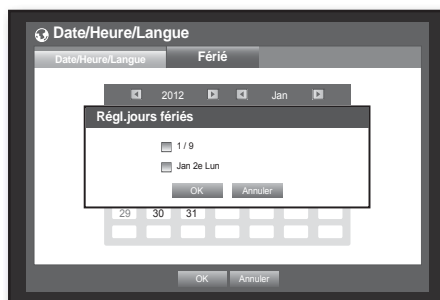 Date/Heure/Langue
Date/Heure/Langue Férié
2012 Jan
Régl.jours fériés
1 / 9
Jan 2e Lun
OK Annuler
29 30 31
OK Annuler